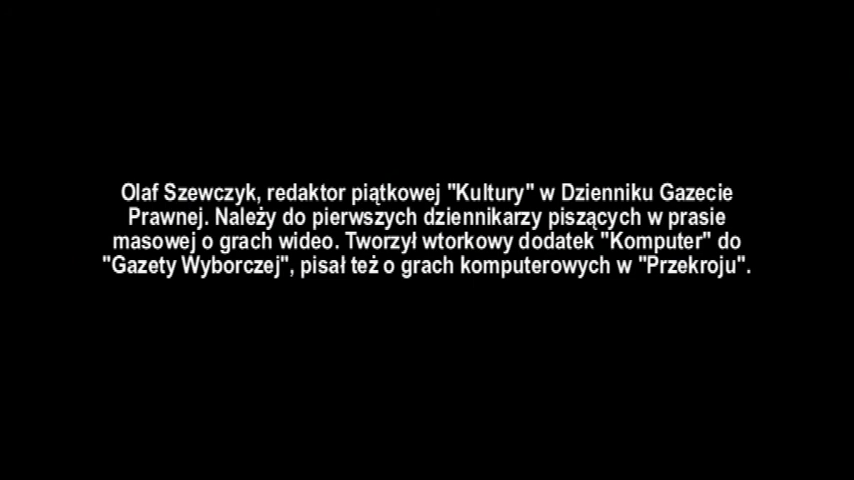 Olaf Szewczyk, redaktor piątkowej "Kultury" w Dzienniku Gazecie
Prawnej. Należy do pierwszych dziennikarzy piszących w prasie
masowej o grach wideo. Tworzył wtorkowy dodatek "Komputer" do
"Gazety Wyborczej", pisał też o grach komputerowych w "Przekroju".